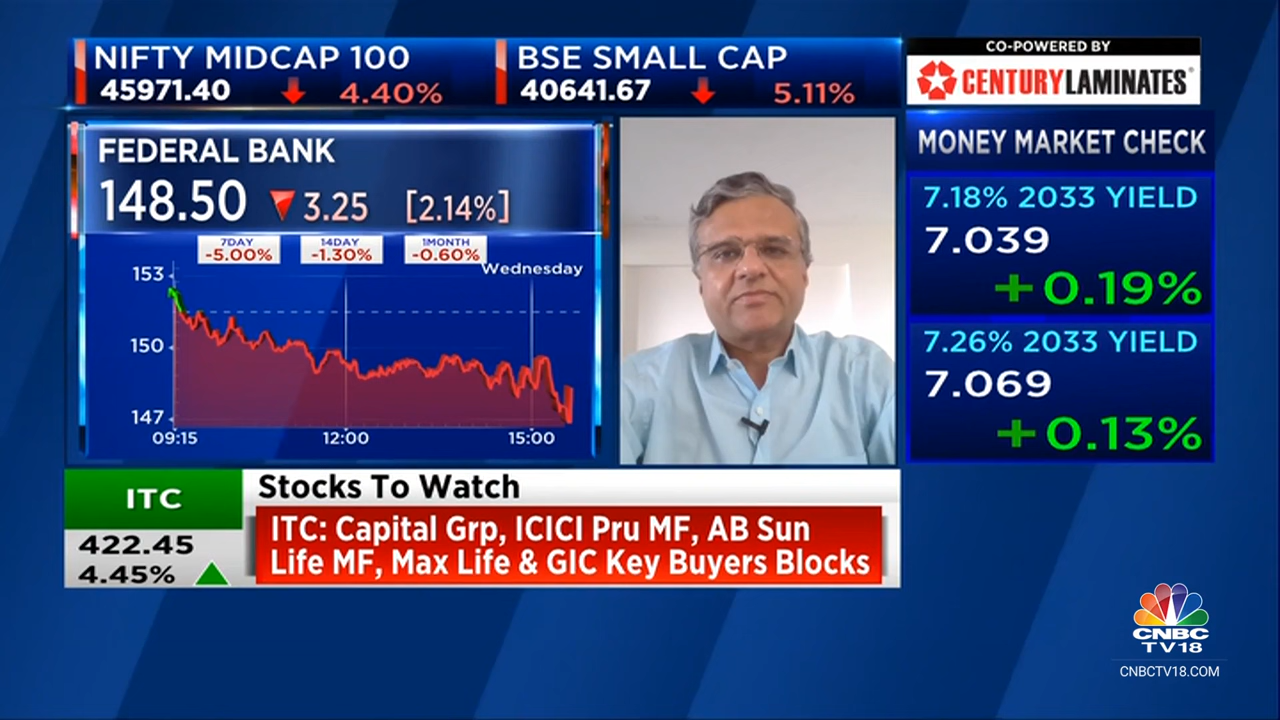 NIFTY MIDCAP 100
45971.40 4.40%
BSE SMALL CAP
40641.67 5.11%
CO-POWERED BY
CENTURYLAMINATES®
FEDERAL BANK
148.50 3.25 [2.14%]
7DAY
-5.00%
14DAY
-1.30%
1MONTH
-0.60%
Wednesday
153
150
147
09:15 12:00 15:00
MONEY MARKET CHECK
7.18% 2033 YIELD
7.039
+0.19%
7.26% 2033 YIELD
7.069
+0.13%
ITC
422.45
4.45%
Stocks To Watch
ITC: Capital Grp, ICICI Pru MF, AB Sun
Life MF, Max Life & GIC Key Buyers Blocks
CNBC
TV18
CNBCTV18.COM